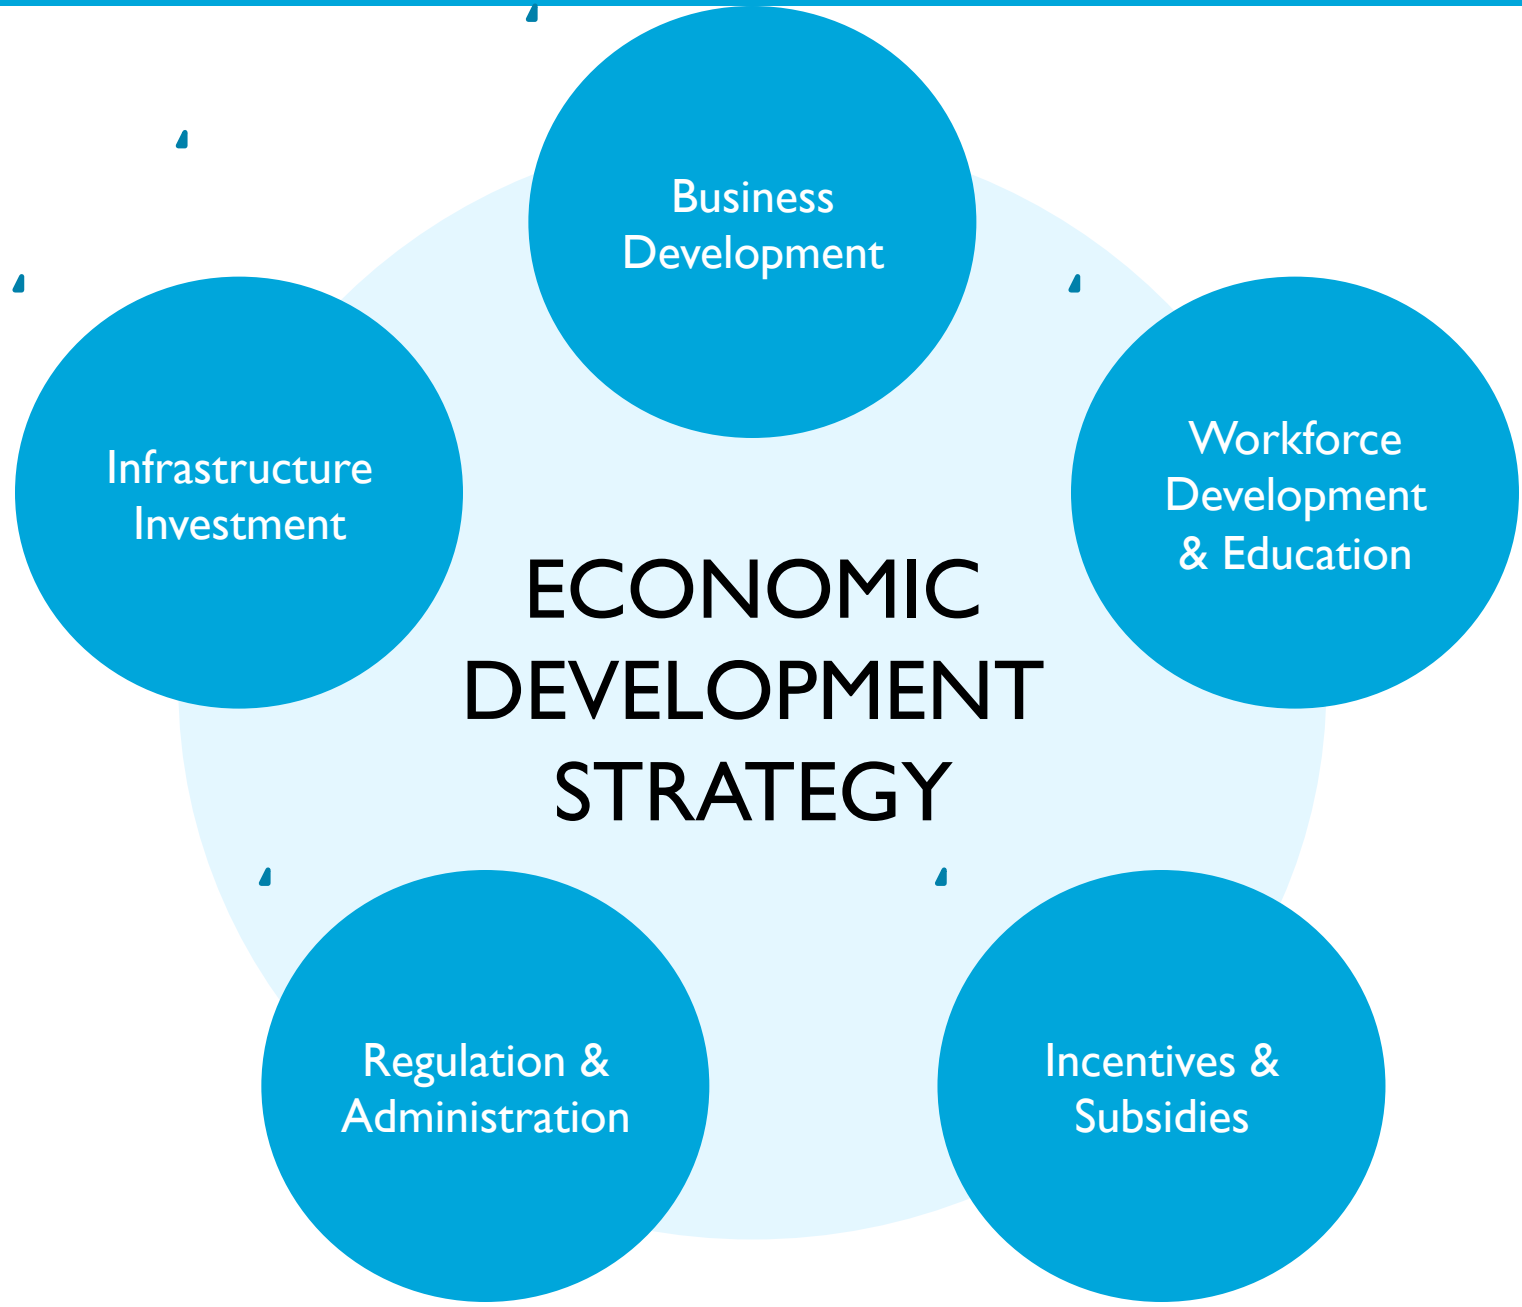 Business
Development
Workforce
Development
& Education
Infrastructure
Investment
ECONOMIC
DEVELOPMENT
STRATEGY
Regulation &
Administration
Incentives &
Subsidies